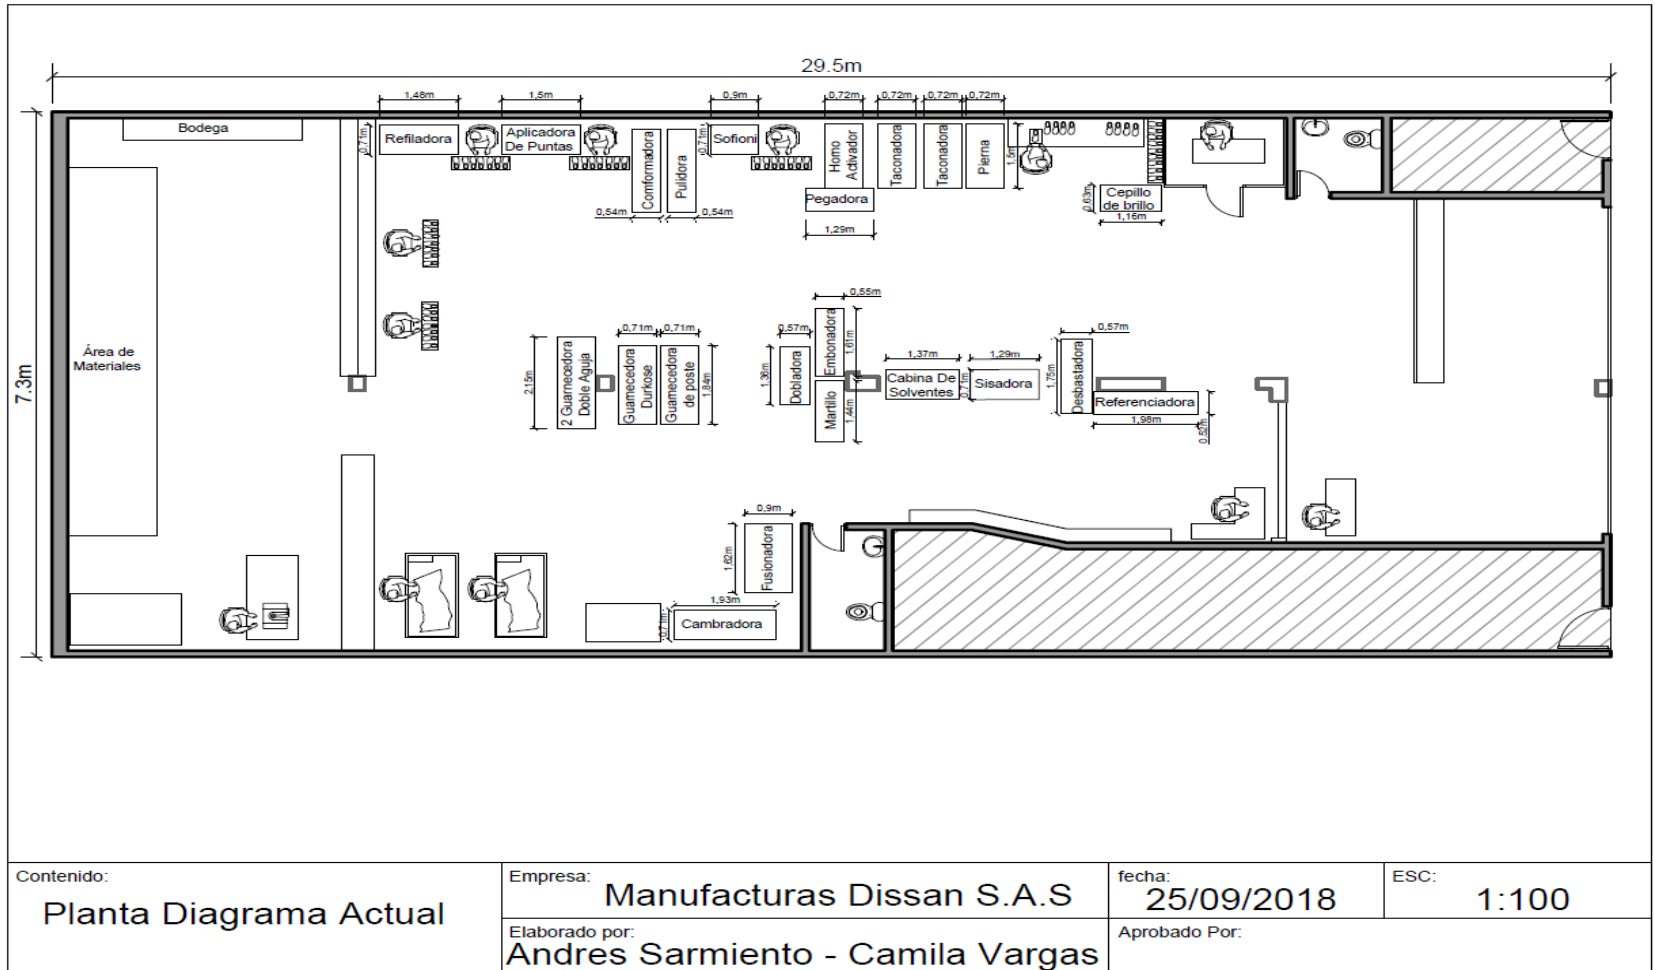 29.5m
1,48m
1,5m
0,9m
0,72m
0,72m
0,72m
0,72m
Bodega
0,71m
Refiladora
Aplicadora
De Puntas
Comformadora
Pulidora
0,71m
Sofioni
Horno
Activador
Taconadora
Taconadora
Pierna
1,5m
Pegadora
0,63m
Cepillo
de brillo
0,54m
0,54m
1,29m
1,16m
7.3m
Área de
Materiales
0,55m
0,71m
0,71m
0,57m
0,57m
2,15m
2 Guarnecedora
Doble Aguja
Guarnecedora
Durkose
Guarnecedora
de poste
1,84m
1,36m
Dobladora
Embonadora
1,61m
Martillo
1,44m
1,37m
1,29m
Cabina De
Solventes
0,71m
Sisadora
1,75m
Desbastadora
Referenciadora
1,98m
0,52m
0,9m
1,62m
Fusionadora
1,93m
0,71m
Cambradora
Contenido:
Planta Diagrama Actual
Empresa:
Manufacturas Dissan S.A.S
fecha:
25/09/2018
ESC:
1:100
Elaborado por:
Andres Sarmiento - Camila Vargas
Aprobado Por: